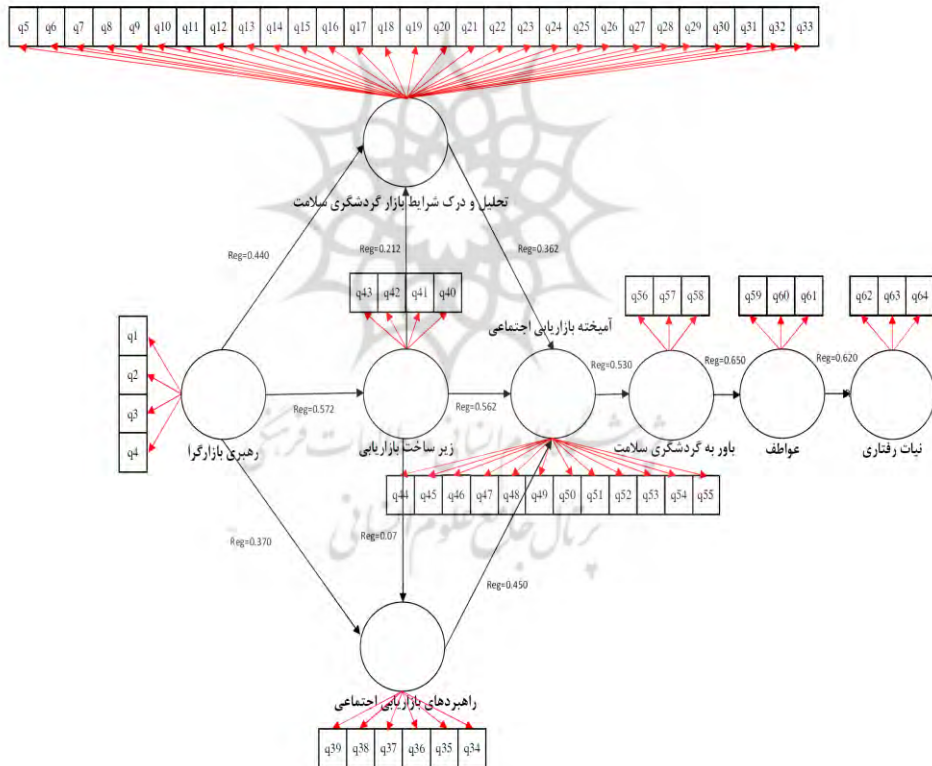 q5 q6 q7 q8 q9 q10 q11 q12 q13 q14 q15 q16 q17 q18 q19 q20 q21 q22 q23 q24 q25 q26 q27 q28 q29 q30 q31 q32 q33
تحلیل و درک شرایط بازار گردشگری سلامت
Reg=0.440
Reg=0.212
Reg=0.362
q43 q42 q41 q40
q56 q57 q58
q59 q60 q61
q62 q63 q64
آمیخته بازاریابی اجتماعی
q1
q2
q3
q4
Reg=0.572
Reg=0.562
Reg=0.530
Reg=0.650
Reg=0.620
رهبری بازارگرا
زیر ساخت بازاریابی
باور به گردشگری سلامت
عواطف
نیات رفتاری
q44 q45 q46 q47 q48 q49 q50 q51 q52 q53 q54 q55
پرتال جامع علوم انسانی
Reg=0.370
Reg=0.07
Reg=0.450
راهبردهای بازاریابی اجتماعی
q39 q38 q37 q36 q35 q34